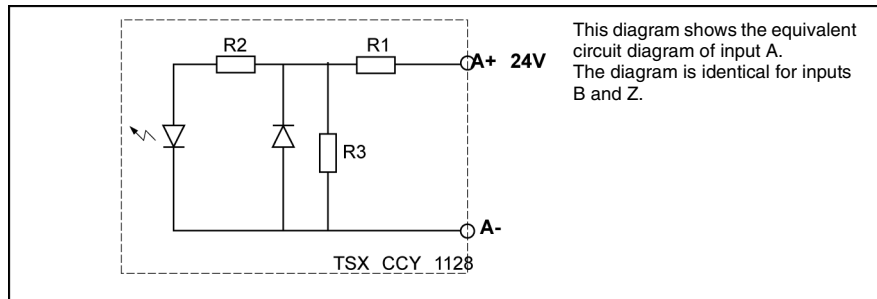 R2
R1
A+ 24V
R3
A-
TSX CCY 1128
This diagram shows the equivalent
circuit diagram of input A.
The diagram is identical for inputs
B and Z.